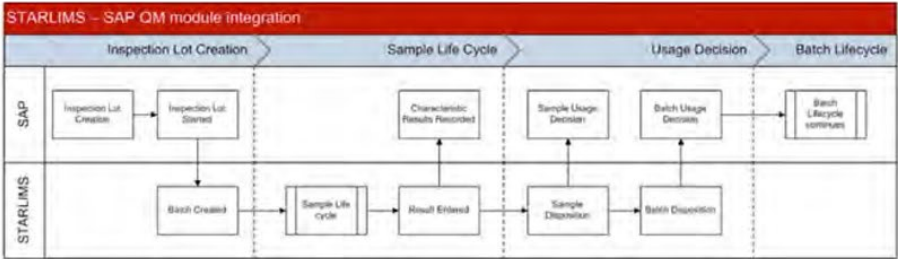 STARLIMS – SAP QM module integration
Inspection Lot Creation
Sample Life Cycle
Usage Decision
Batch Lifecycle
SAP
Inspection Lot
Creation
Inspection Lot
Started
Characteristic
Results Recorded
Sample Usage
Decision
Batch Usage
Decision
Batch
Lifecycle
continues
STARLIMS
Batch Created
Sample Life
cycle
Result Entered
Sample
Disposition
Batch Disposition